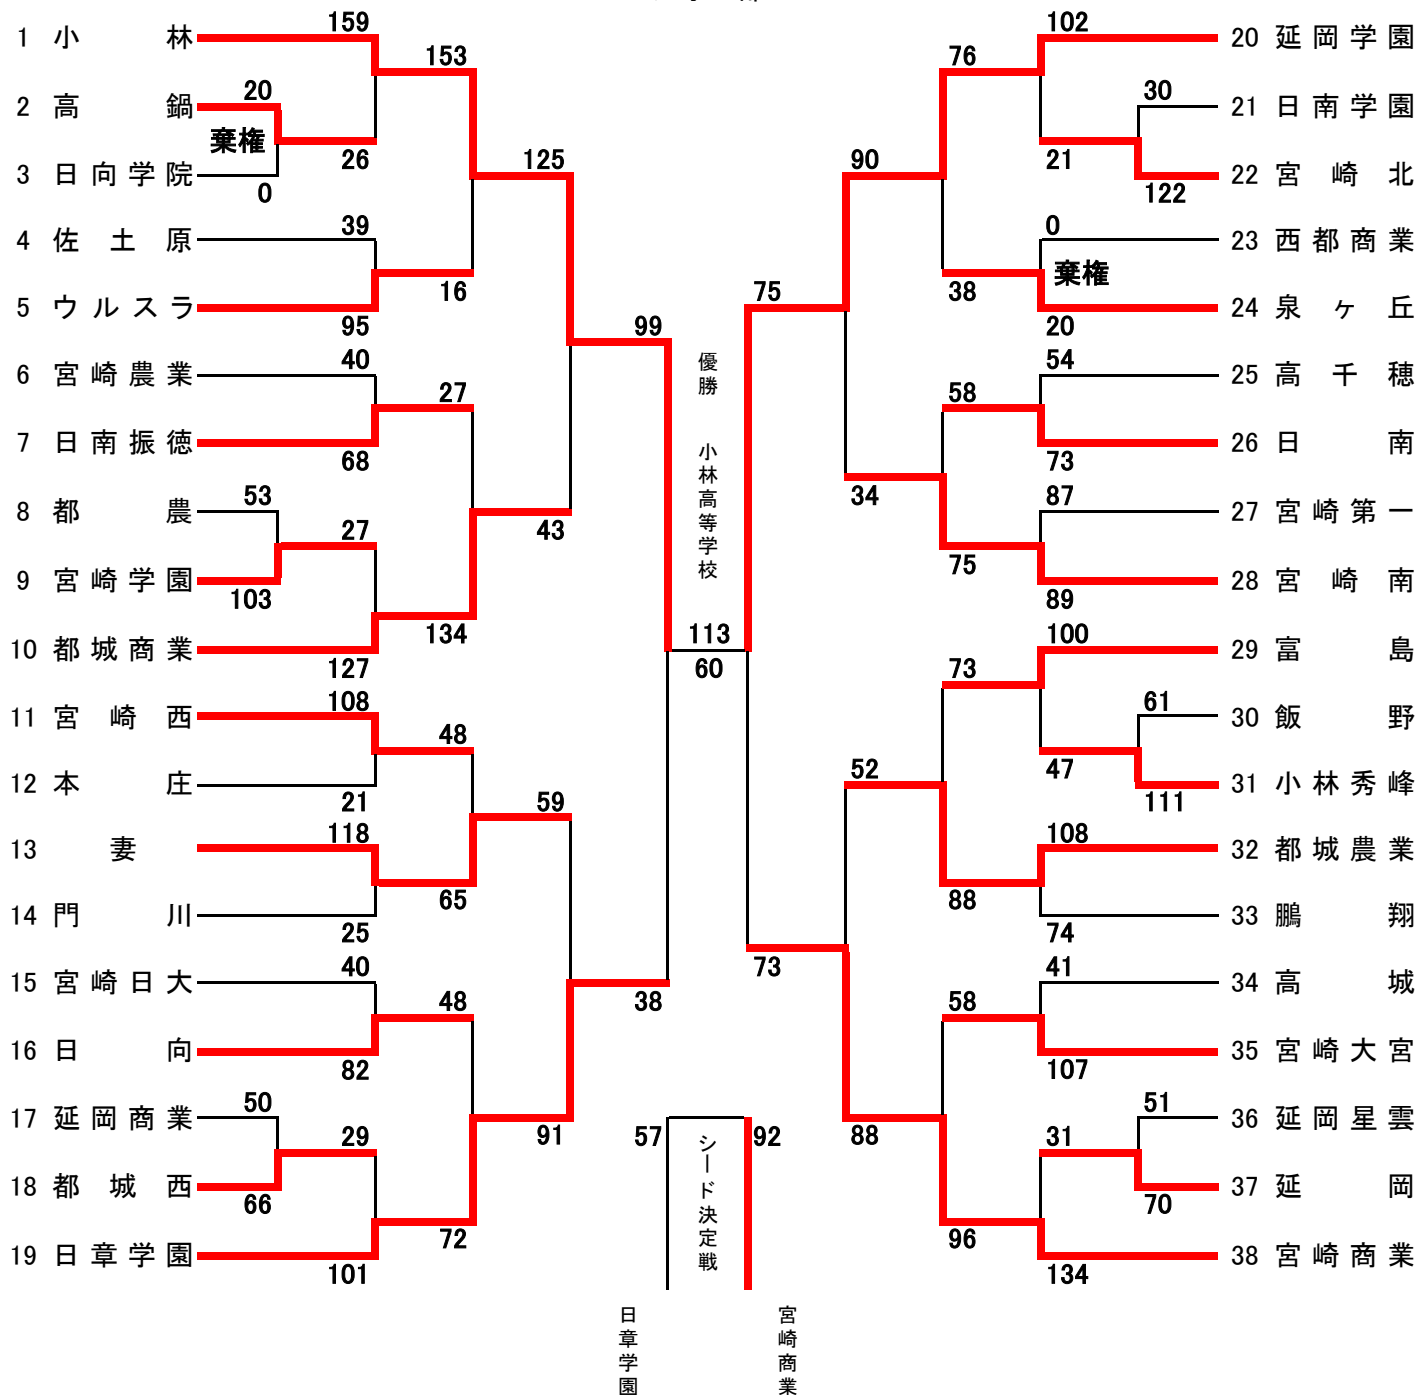 159
1 小林
153
20
2 高鍋
棄権
26
125
3 日向学院
0
39
4 佐土原
16
5 ウルスラ
95
99
40
6 宮崎農業
27
7 日南振徳
68
53
8 都農
27
43
9 宮崎学園
103
134
10 都城商業
127
108
11 宮崎西
48
12 本庄
21
59
118
13 妻
65
14 門川
25
40
15 宮崎日大
48
38
16 日向
82
50
17 延岡商業
29
91
18 都城西
66
72
19 日章学園
101
優勝 小林高等学校
113
60
57
シード決定戦
92
日章学園
宮崎商業
102
20 延岡学園
76
30
21 日南学園
90
21
22 宮崎北
122
0
23 西都商業
棄権
75
38
24 泉ヶ丘
20
54
25 高千穂
58
26 日南
73
34
87
27 宮崎第一
75
28 宮崎南
89
100
29 富島
73
61
30 飯野
52
47
31 小林秀峰
111
108
32 都城農業
88
33 鵬翔
74
73
41
34 高城
58
35 宮崎大宮
107
51
36 延岡星雲
88
31
37 延岡
70
96
38 宮崎商業
134